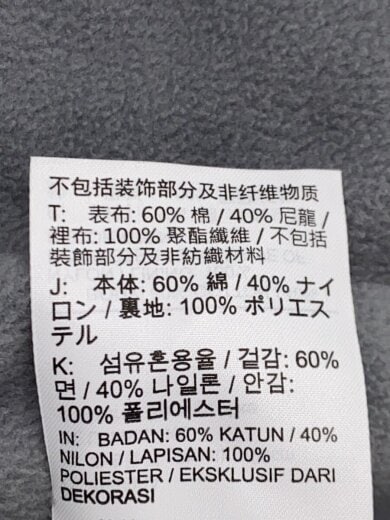 不包括装饰部分及非纤维物质
T: 表布: 60% 棉 / 40% 尼龍 /
裡布: 100% 聚酯纖維 / 不包括
裝飾部分及非紡織材料
J: 本体: 60% 綿 / 40% ナイ
ロン / 裏地: 100% ポリエス
テル
K: 섬유혼용율 / 겉감: 60%
면 / 40% 나일론 / 안감:
100% 폴리에스터
IN: BADAN: 60% KATUN / 40%
NILON / LAPISAN: 100%
POLIESTER / EKSKLUSIF DARI
DEKORASI